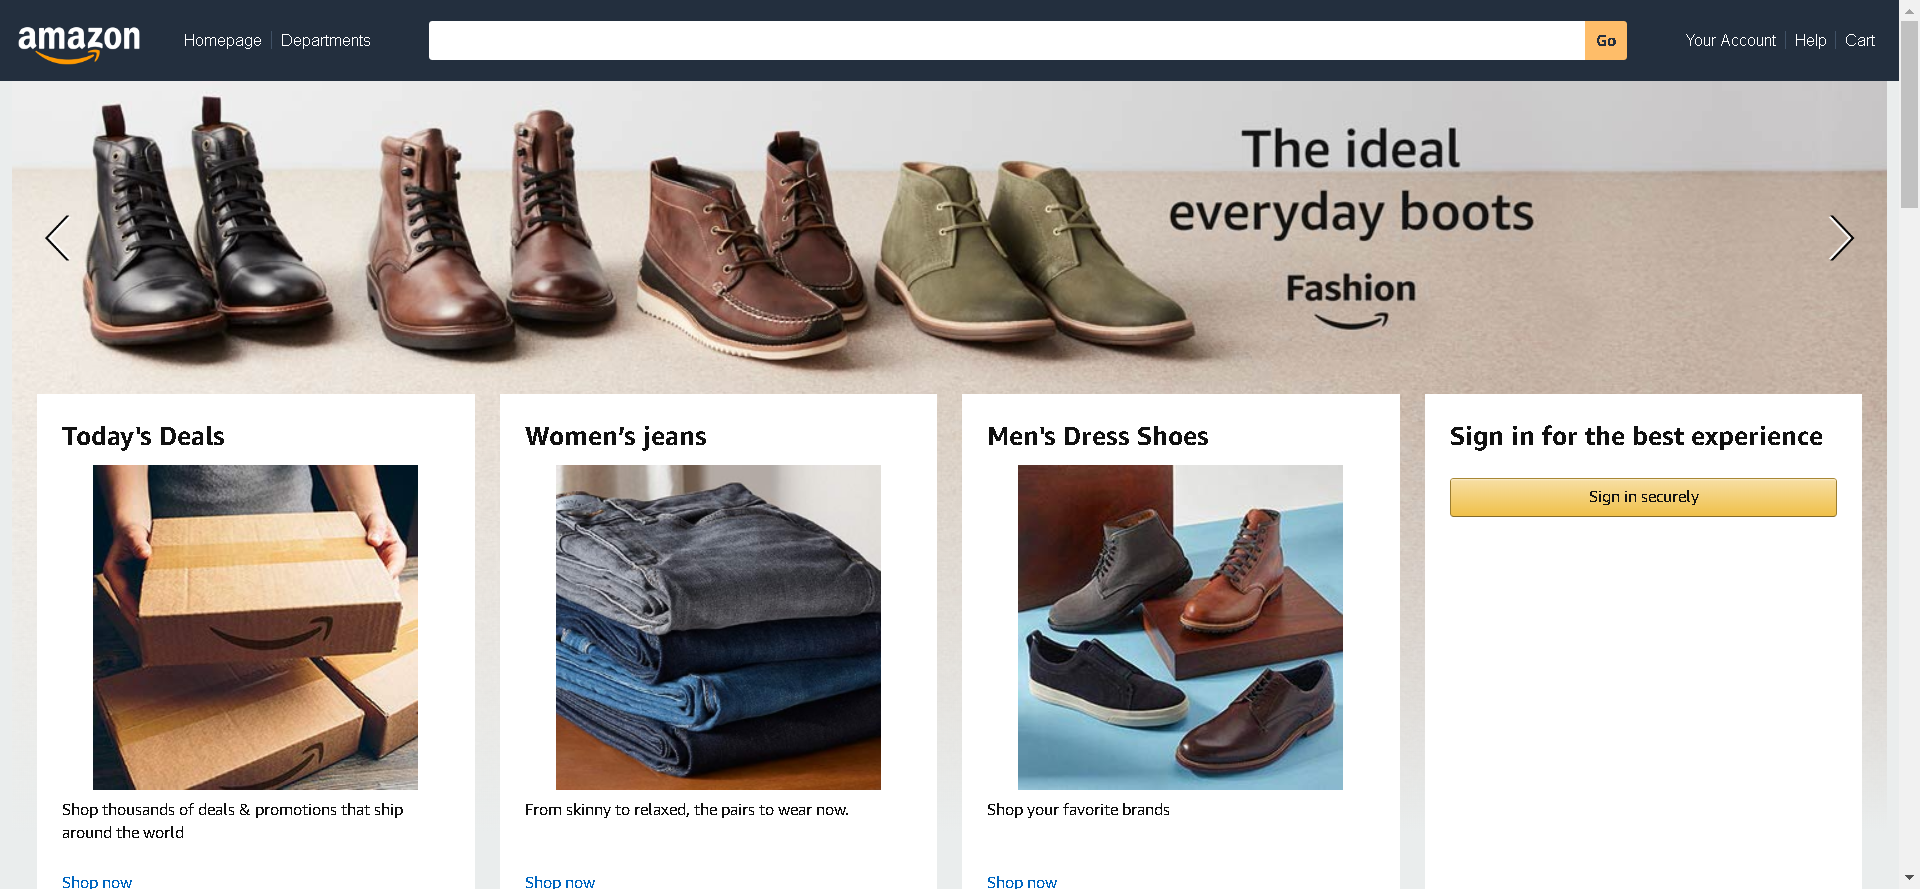 amazon
Homepage
Departments
Go
Your Account
Help
Cart
The ideal
everyday boots
Fashion
Today's Deals
Shop thousands of deals & promotions that ship
around the world
Shop now
Women’s jeans
From skinny to relaxed, the pairs to wear now.
Shop now
Men's Dress Shoes
Shop your favorite brands
Shop now
Sign in for the best experience
Sign in securely